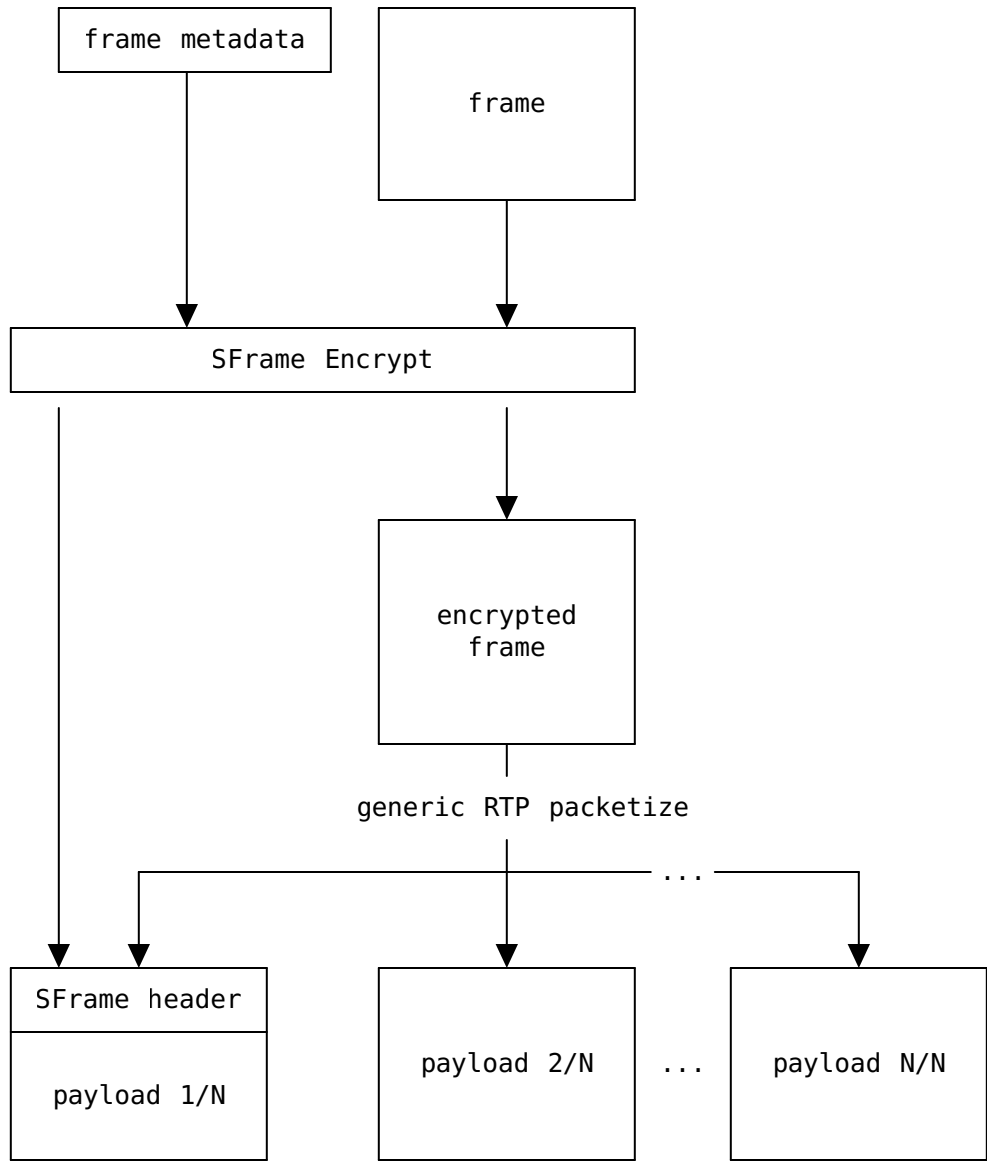 frame metadata
frame
SFrame Encrypt
encrypted
frame
generic RTP packetize
...
SFrame header
payload 1/N
payload 2/N
...
payload N/N